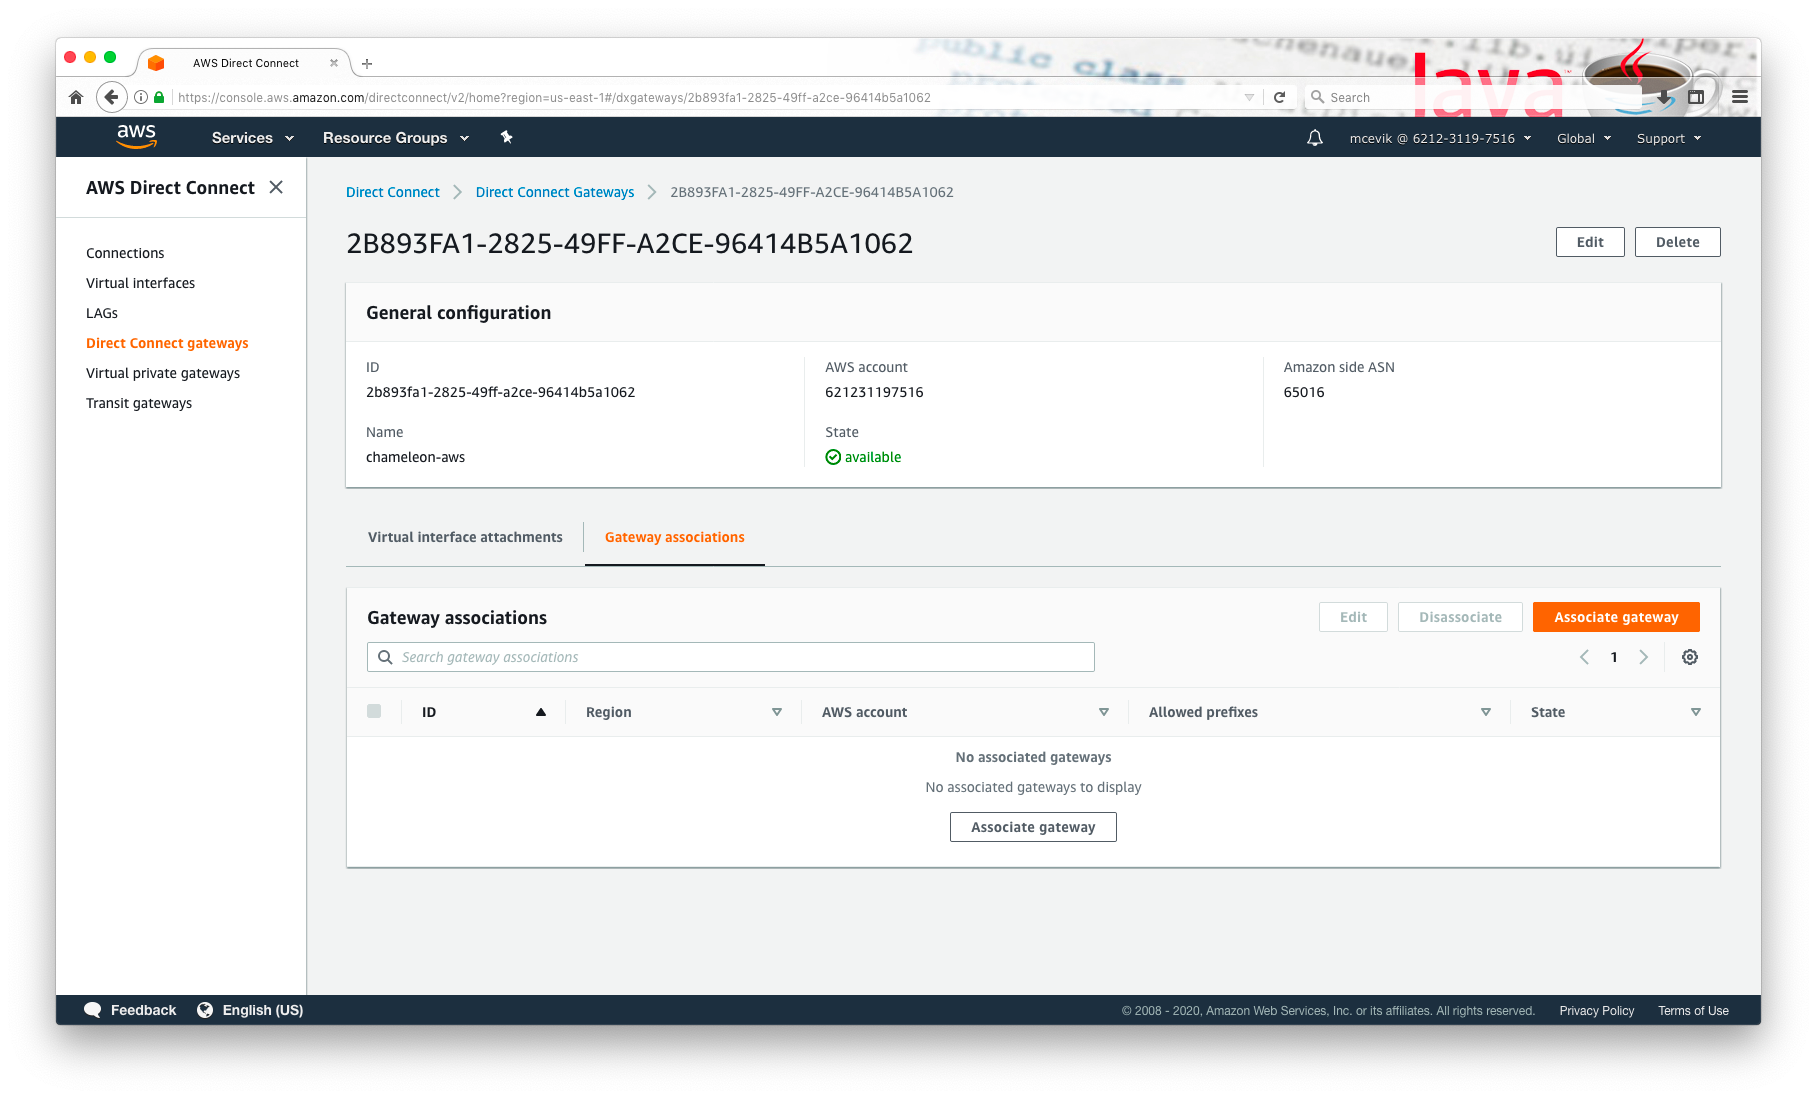 AWS Direct Connect
public class
https://console.aws.amazon.com/directconnect/v2/home?region=us-east-1#/dxgateways/2b893fa1-2825-49ff-a2ce-96414b5a1062
Search
Java
aws
Services
Resource Groups
mcevik @ 6212-3119-7516
Global
Support
AWS Direct Connect
Connections
Virtual interfaces
LAGs
Direct Connect gateways
Virtual private gateways
Transit gateways
Direct Connect
Direct Connect Gateways
2B893FA1-2825-49FF-A2CE-96414B5A1062
2B893FA1-2825-49FF-A2CE-96414B5A1062
Edit
Delete
General configuration
ID
2b893fa1-2825-49ff-a2ce-96414b5a1062
Name
chameleon-aws
AWS account
621231197516
State
available
Amazon side ASN
65016
Virtual interface attachments
Gateway associations
Gateway associations
Edit
Disassociate
Associate gateway
Search gateway associations
1
ID
Region
AWS account
Allowed prefixes
State
No associated gateways
No associated gateways to display
Associate gateway
Feedback
English (US)
© 2008 - 2020, Amazon Web Services, Inc. or its affiliates. All rights reserved.
Privacy Policy
Terms of Use